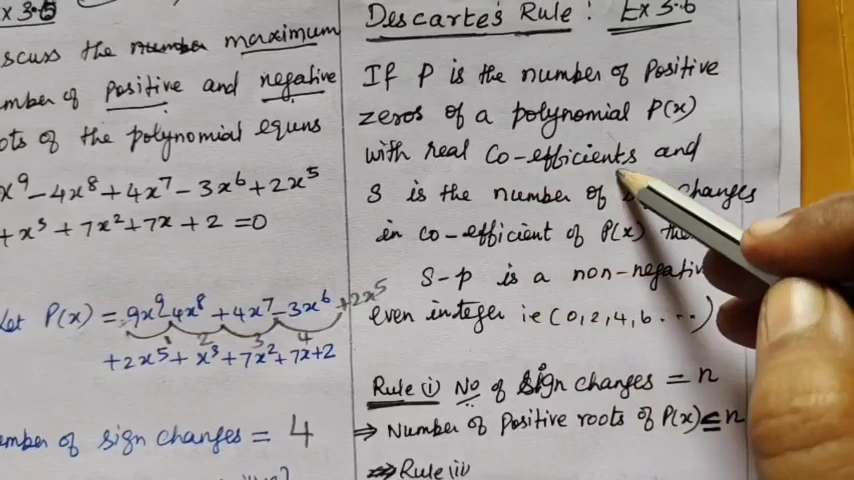 Ex 3.6
scuss the number maximum
mber of positive and negative
ots of the polynomial equns
x⁹ - 4x⁸ + 4x⁷ - 3x⁶ + 2x⁵
+ x³ + 7x² + 7x + 2 = 0
Let P(x) = 9x⁹ - 4x⁸ + 4x⁷ - 3x⁶ + 2x⁵
1 2 3 4
+ 2x⁵ + x³ + 7x² + 7x + 2
mber of sign changes = 4
Descarte's Rule : Ex 3.6
If P is the number of Positive
zeros of a polynomial P(x)
with real Co-efficients and
S is the number of changes
in co-efficient of P(x)
S-p is a non-negativ
even integer ie (0,2,4,6 ...)
Rule (i) No of sign changes = n
⇒ Number of Positive roots of P(x) ≤ n
⇒ Rule (ii)